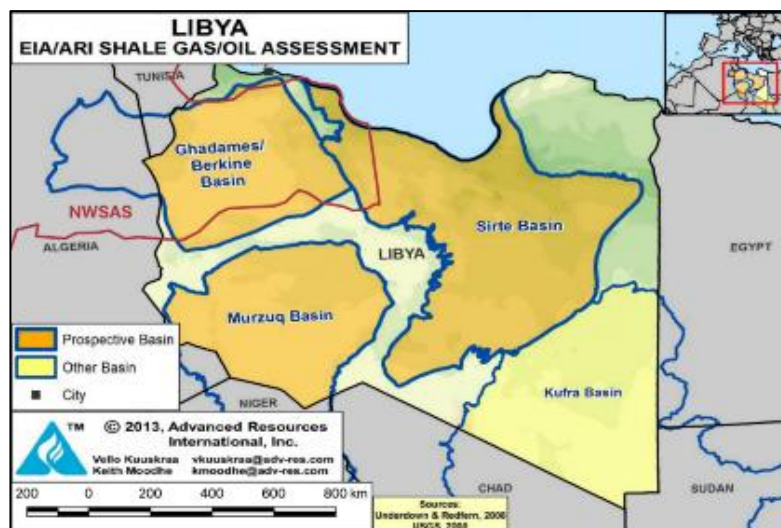 LIBYA
EIA/ARI SHALE GAS/OIL ASSESSMENT
TUNISIA
Ghadames/
Berkine
Basin
NWSAS
ALGERIA
Sirte Basin
LIBYA
EGYPT
Murzuq Basin
Prospective Basin
Other Basin
City
Kufra Basin
NIGER
TM
© 2013, Advanced Resources
International, Inc.
Vello Kuuskraa vkuuskraa@adv-res.com
Keith Moodhe kmoodhe@adv-res.com
CHAD
SUDAN
200 0 200 400 600 800 km
Sources:
Underdown & Redfern, 2008
USGS, 2008